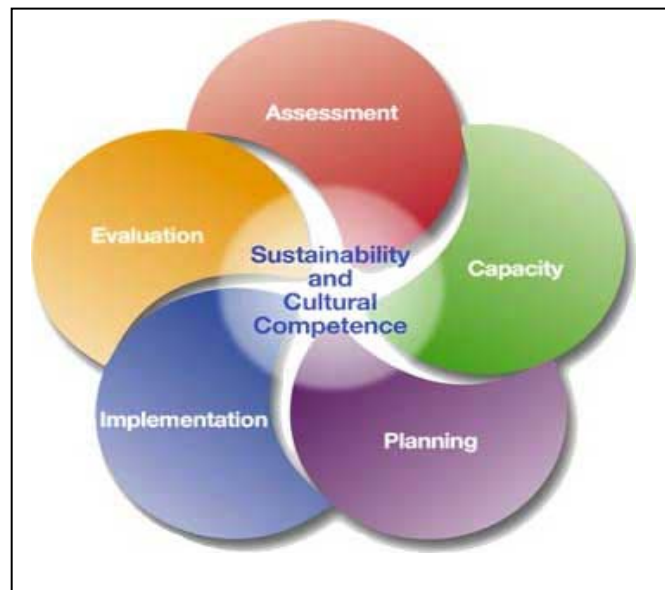 Assessment
Evaluation
Sustainability
and
Cultural
Competence
Capacity
Implementation
Planning